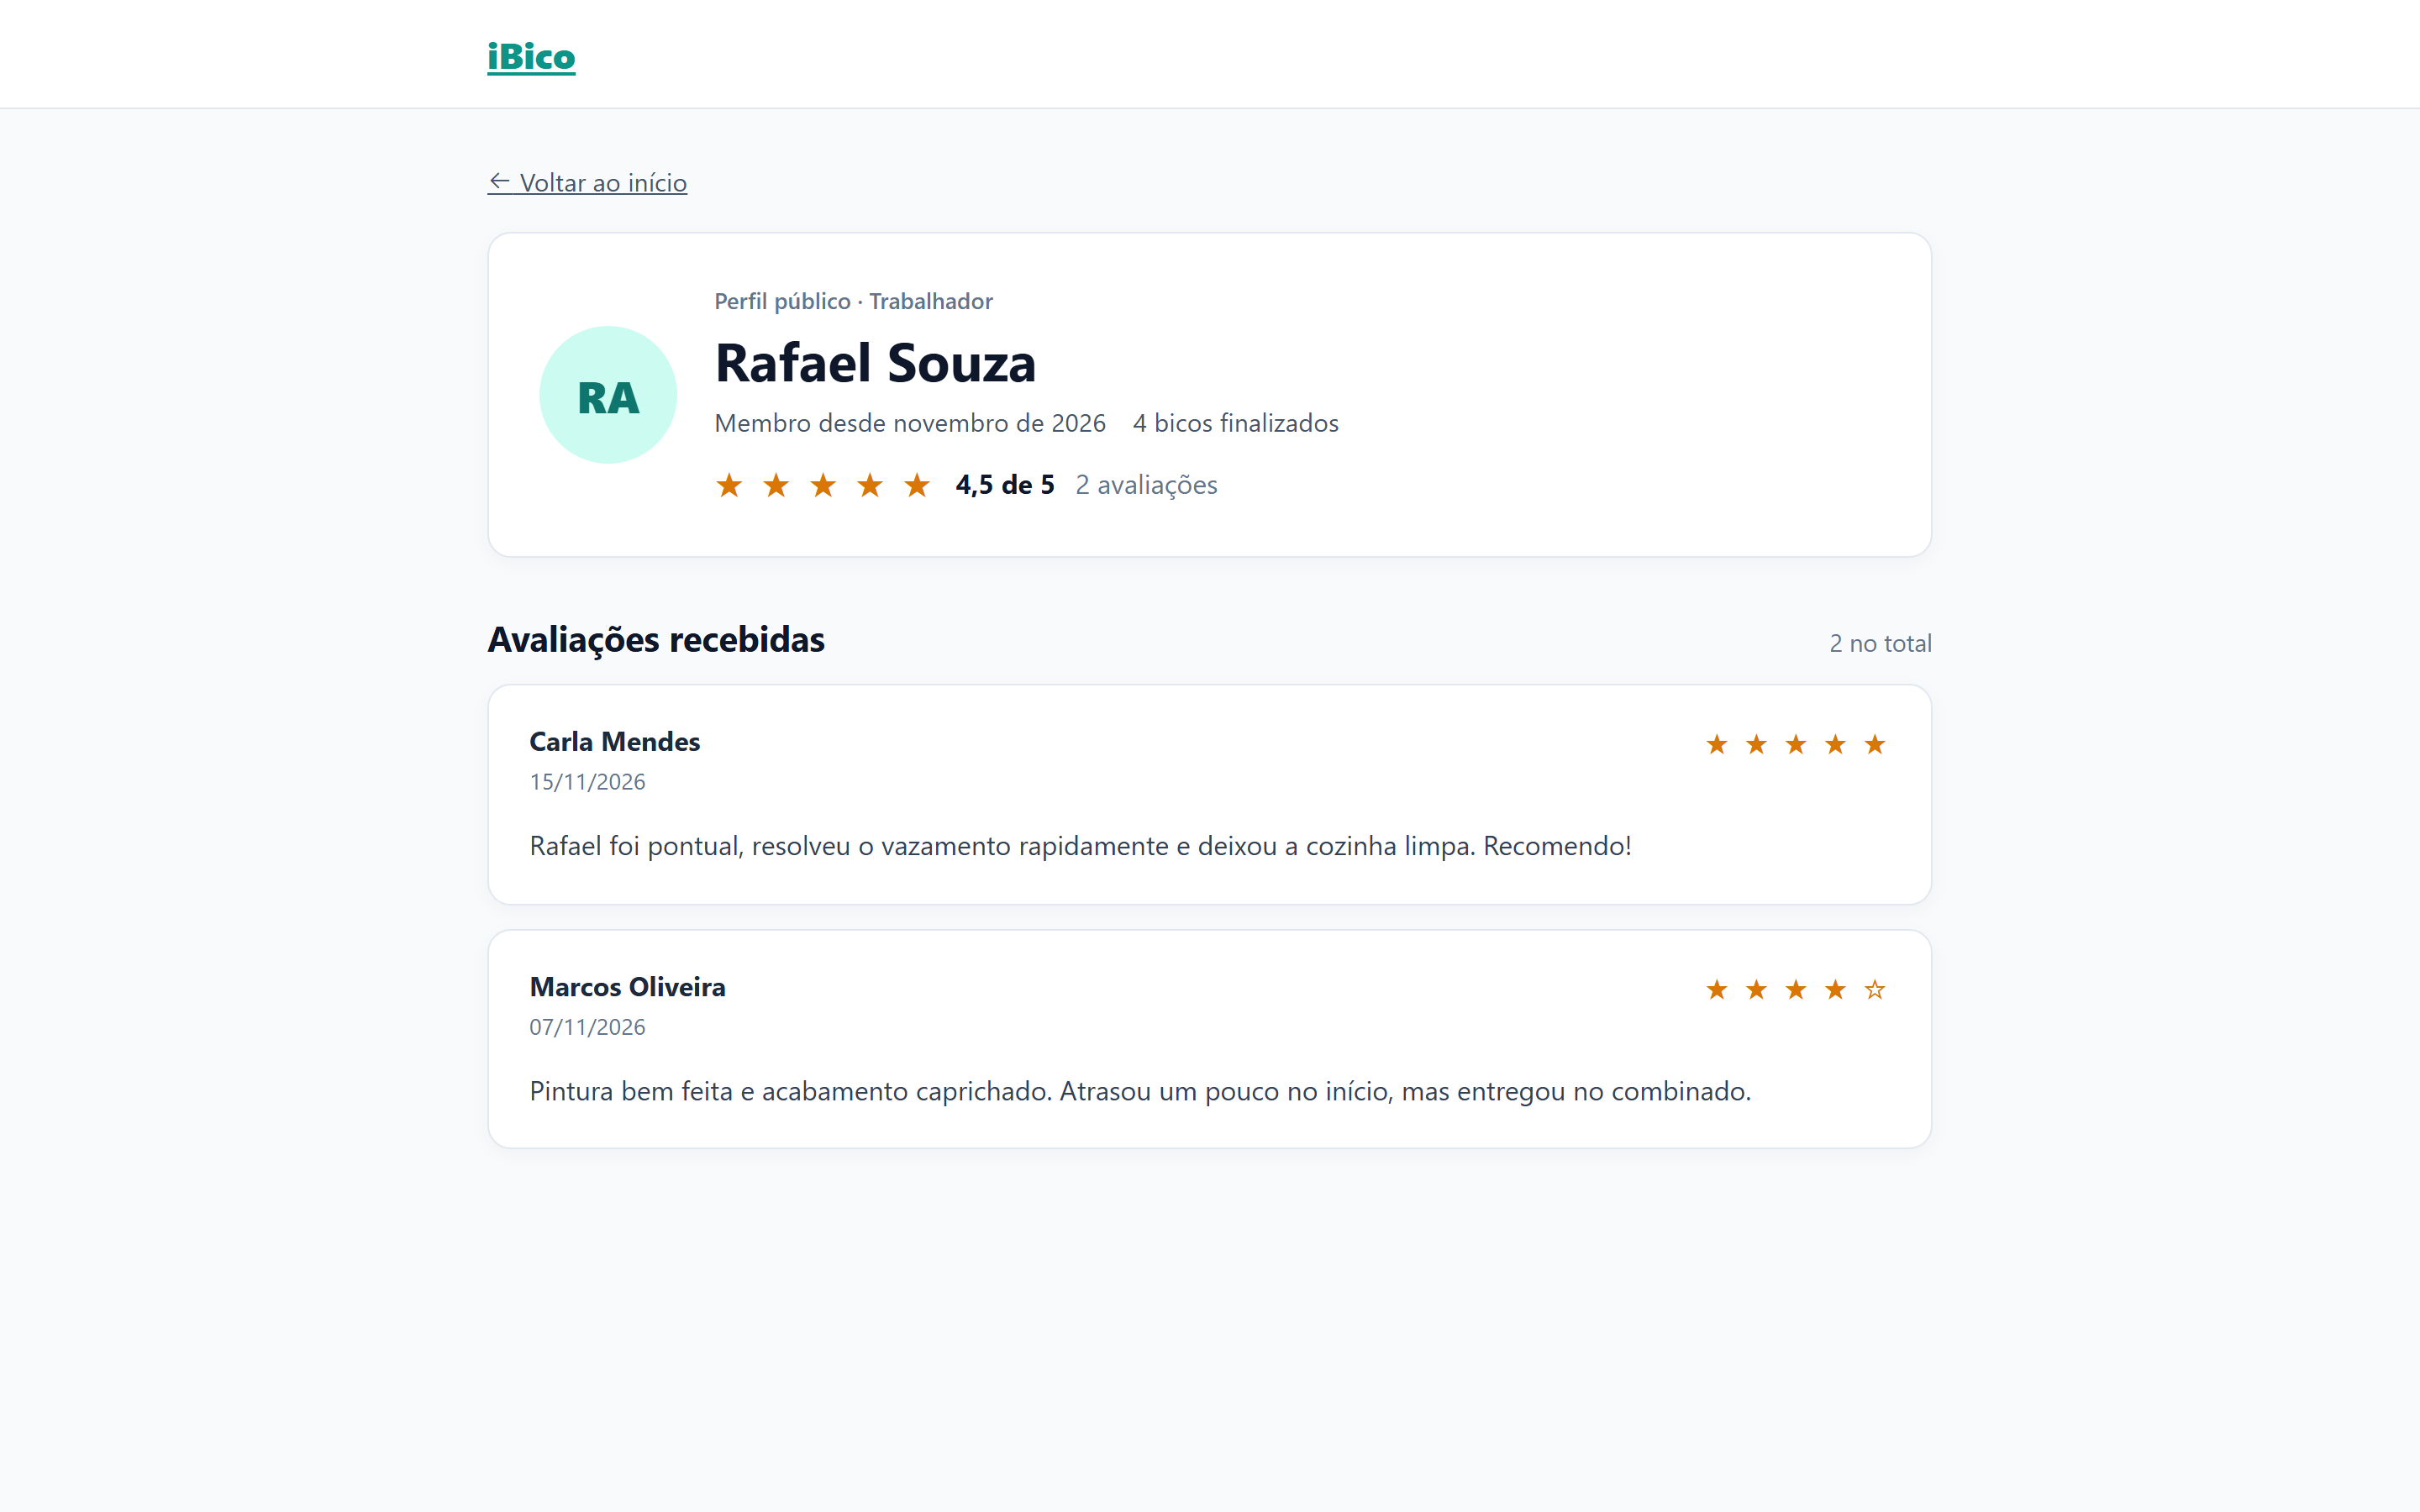 iBico
← Voltar ao início
Perfil público · Trabalhador
RA
Rafael Souza
Membro desde novembro de 2026 4 bicos finalizados
★ ★ ★ ★ ★ 4,5 de 5 2 avaliações
Avaliações recebidas
2 no total
Carla Mendes
★ ★ ★ ★ ★
15/11/2026
Rafael foi pontual, resolveu o vazamento rapidamente e deixou a cozinha limpa. Recomendo!
Marcos Oliveira
★ ★ ★ ★ ☆
07/11/2026
Pintura bem feita e acabamento caprichado. Atrasou um pouco no início, mas entregou no combinado.